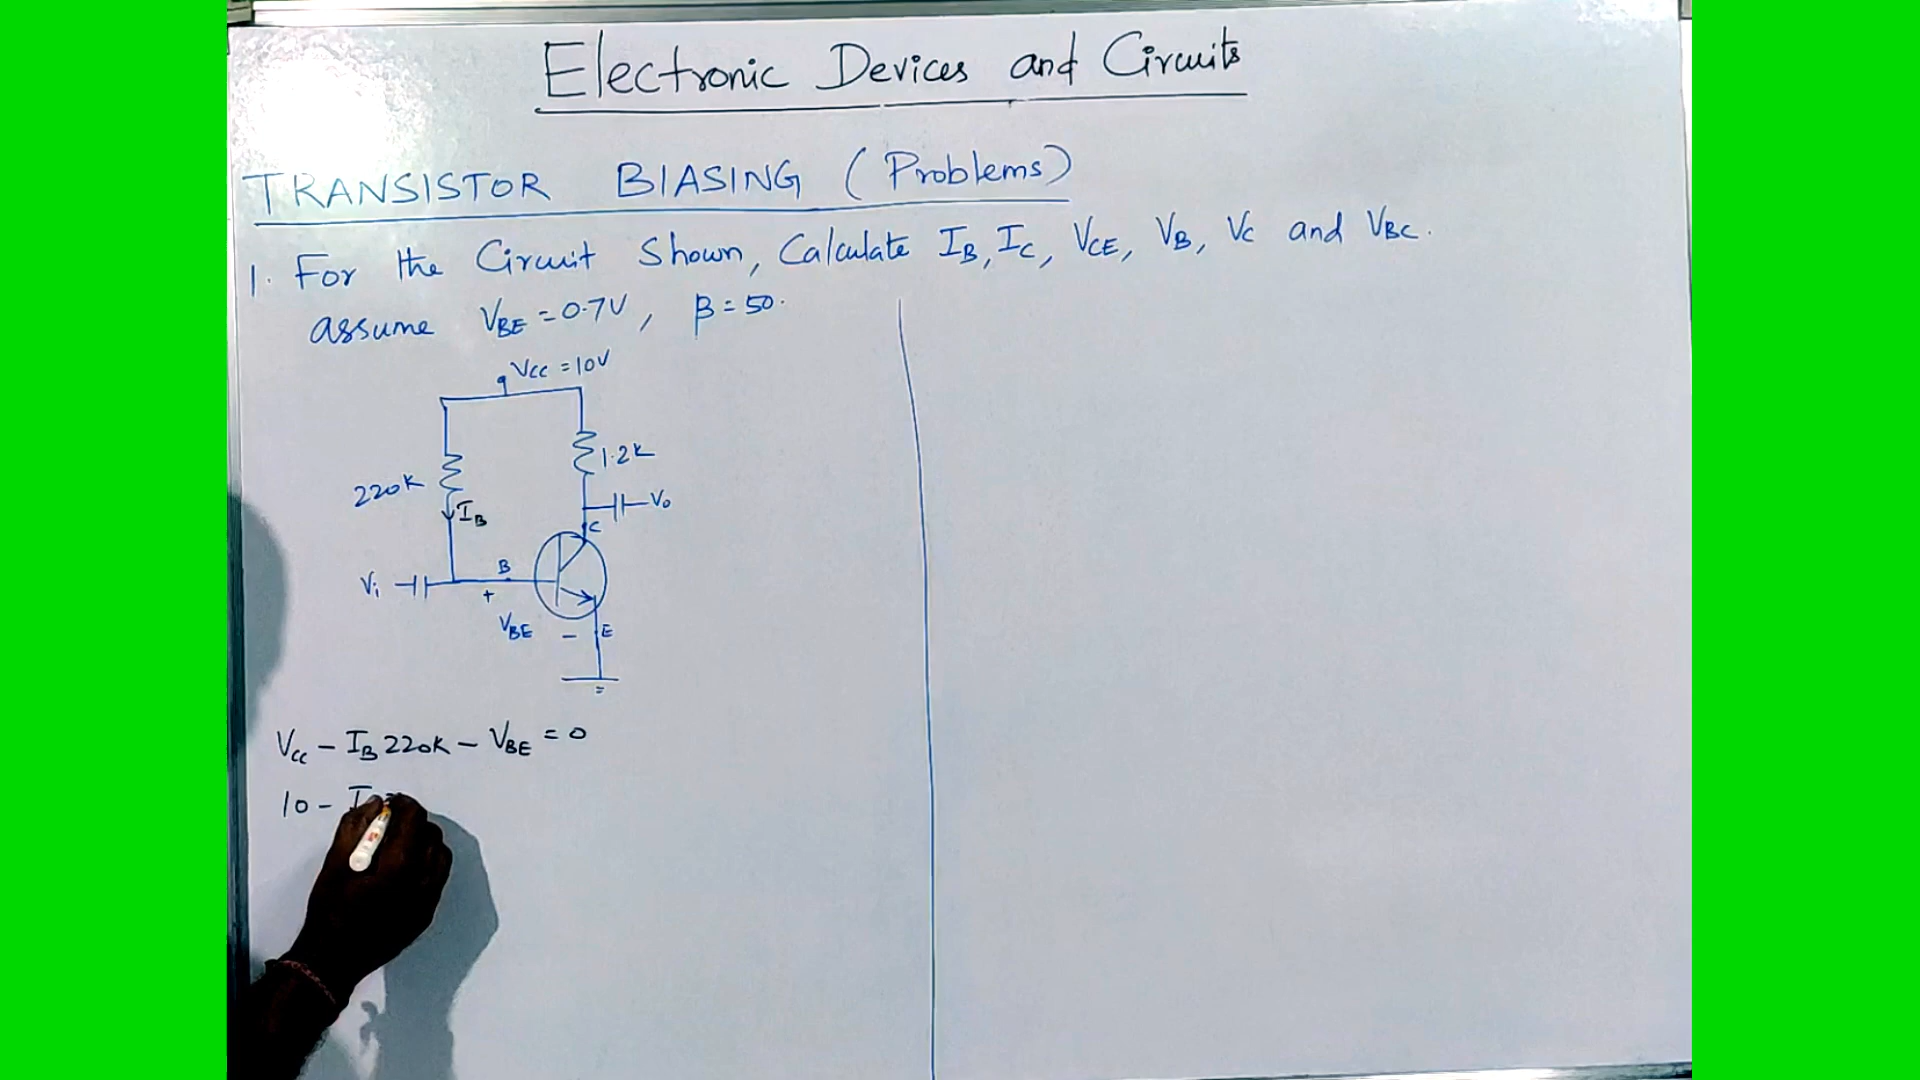 Electronic Devices and Circuits
TRANSISTOR BIASING (Problems)
1. For the Circuit Shown, Calculate IB, IC, VCE, VB, VC and VBC.
assume VBE = 0.7V, β = 50.
VCC = 10V
1.2K
220K
IB
Vo
C
B
Vi
+
VBE - E
VCC - IB 220K - VBE = 0
10 - I